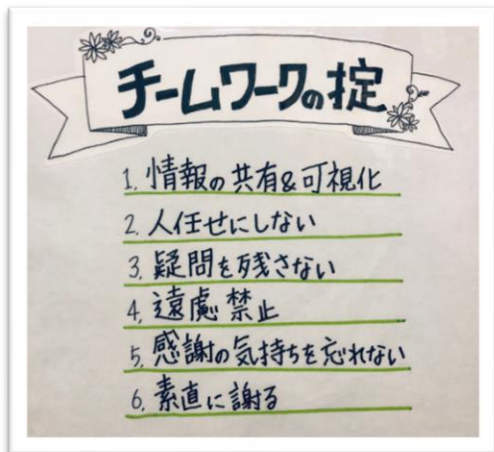 チームワークの掟
1. 情報の共有&可視化
2. 人任せにしない
3. 疑問を残さない
4. 遠慮禁止
5. 感謝の気持ちを忘れない
6. 素直に謝る